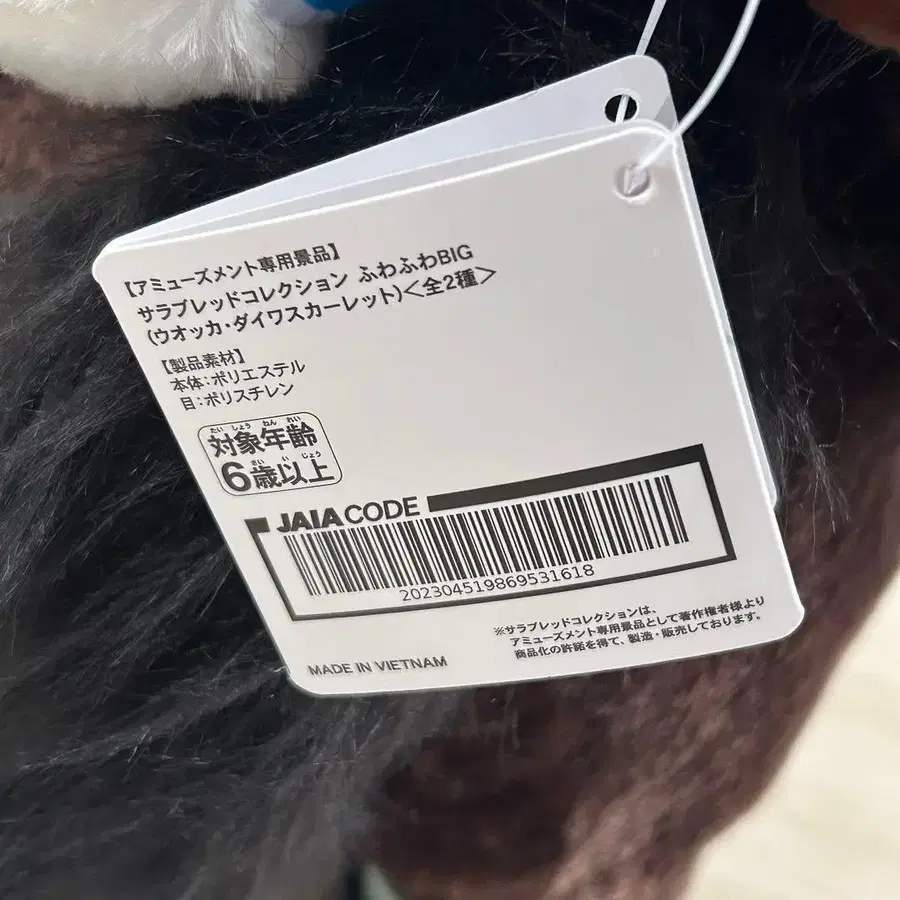 【アミューズメント専用景品】
サラブレッドコレクション ふわふわBIG
(ウオッカ・ダイワスカーレット)<全2種>
【製品素材】
本体:ポリエステル
目:ポリスチレン
たいしょう ねんれい
対象年齢
さい い じょう
6歳以上
JAIA CODE
202304519869531618
※サラブレッドコレクションは、
アミューズメント専用景品として著作権者様より
商品化の許諾を得て、製造・販売しております。
MADE IN VIETNAM